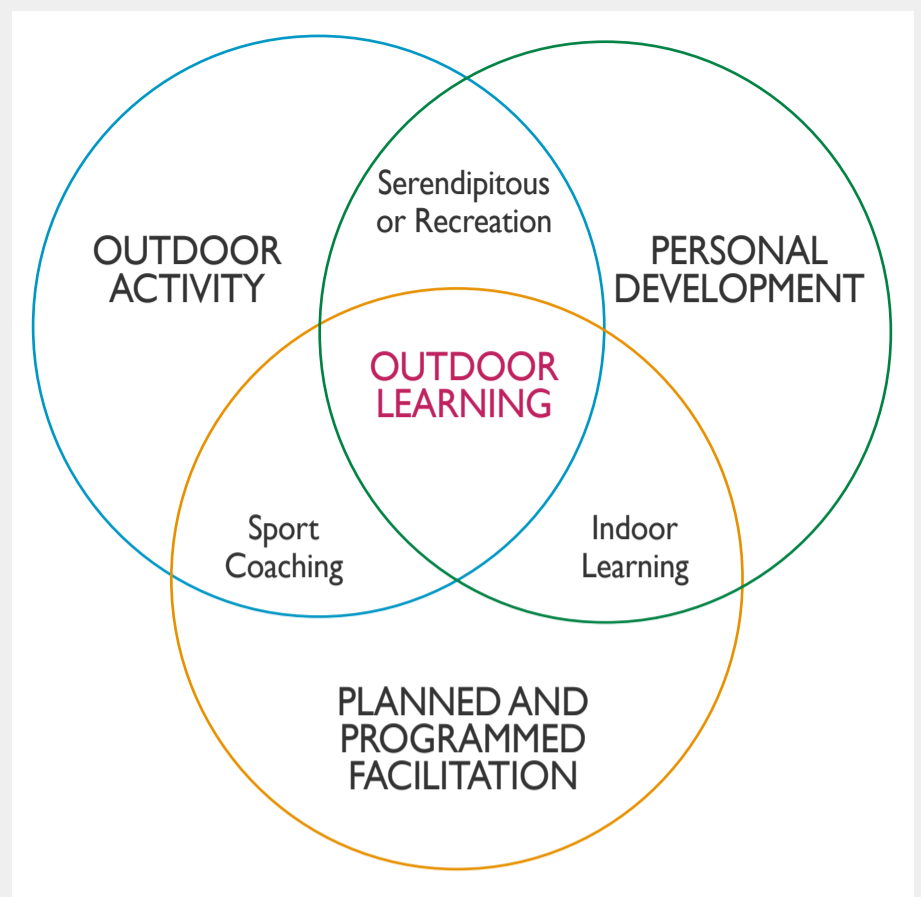 Serendipitous
or Recreation
OUTDOOR
ACTIVITY
PERSONAL
DEVELOPMENT
OUTDOOR
LEARNING
Sport
Coaching
Indoor
Learning
PLANNED AND
PROGRAMMED
FACILITATION